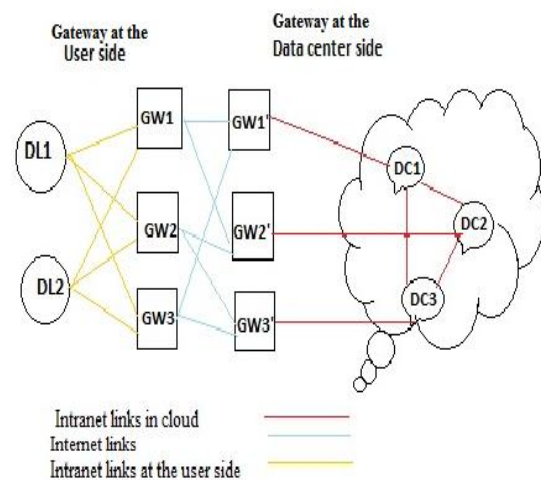 Gateway at the
User side
Gateway at the
Data center side
DL1
DL2
GW1
GW2
GW3
GW1'
GW2'
GW3'
DC1
DC2
DC3
Intranet links in cloud
Internet links
Intranet links at the user side